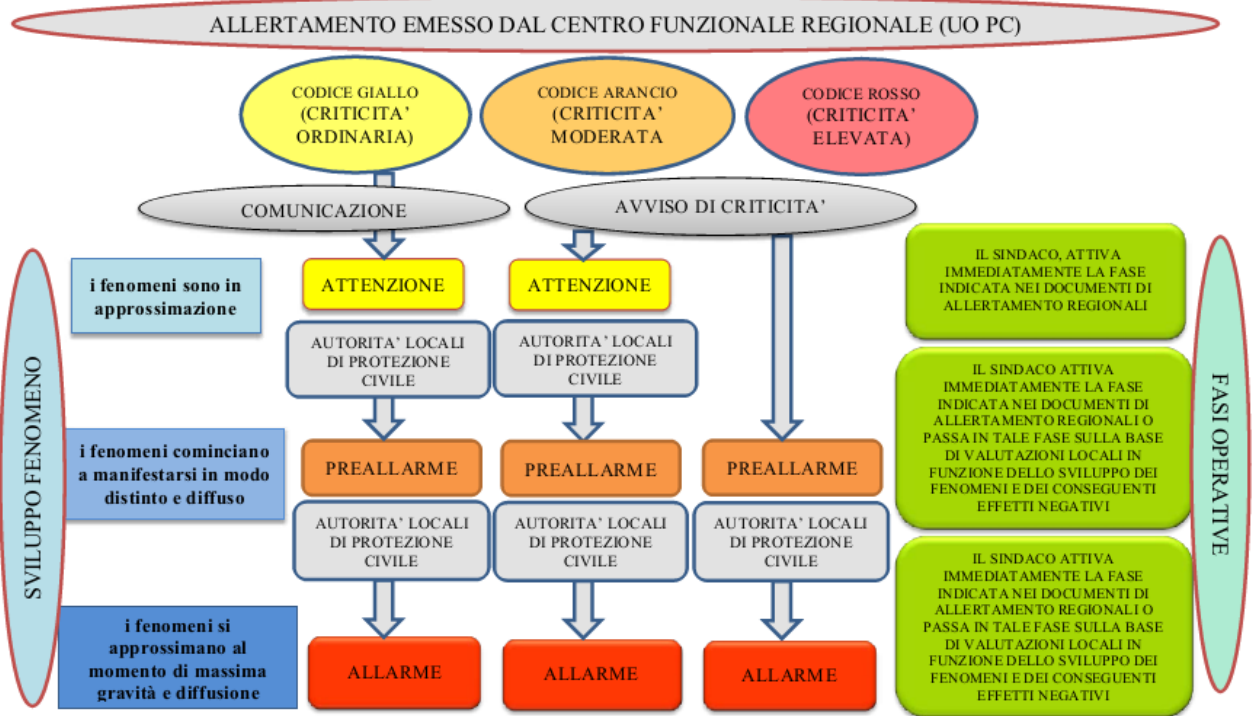 ALLERTAMENTO EMESSO DAL CENTRO FUNZIONALE REGIONALE (UO PC)
CODICE GIALLO
(CRITICITA'
ORDINARIA)
CODICE ARANCIO
(CRITICITA'
MODERATA
CODICE ROSSO
(CRITICITA'
ELEVATA)
COMUNICAZIONE
AVVISO DI CRITICITA'
SVILUPPO FENOMENO
i fenomeni sono in
approssimazione
ATTENZIONE
ATTENZIONE
IL SINDACO, ATTIVA
IMMEDIATAMENTE LA FASE
INDICATA NEI DOCUMENTI DI
ALLERTAMENTO REGIONALI
AUTORITA' LOCALI
DI PROTEZIONE
CIVILE
AUTORITA' LOCALI
DI PROTEZIONE
CIVILE
i fenomeni cominciano
a manifestarsi in modo
distinto e diffuso
PREALLARME
PREALLARME
PREALLARME
IL SINDACO ATTIVA
IMMEDIATAMENTE LA FASE
INDICATA NEI DOCUMENTI DI
ALLERTAMENTO REGIONALI O
PASSA IN TALE FASE SULLA BASE
DI VALUTAZIONI LOCALI IN
FUNZIONE DELLO SVILUPPO DEI
FENOMENI E DEI CONSEGUENTI
EFFETTI NEGATIVI
AUTORITA' LOCALI
DI PROTEZIONE
CIVILE
AUTORITA' LOCALI
DI PROTEZIONE
CIVILE
AUTORITA' LOCALI
DI PROTEZIONE
CIVILE
i fenomeni si
approssimano al
momento di massima
gravità e diffusione
ALLARME
ALLARME
ALLARME
IL SINDACO ATTIVA
IMMEDIATAMENTE LA FASE
INDICATA NEI DOCUMENTI DI
ALLERTAMENTO REGIONALI O
PASSA IN TALE FASE SULLA BASE
DI VALUTAZIONI LOCALI IN
FUNZIONE DELLO SVILUPPO DEI
FENOMENI E DEI CONSEGUENTI
EFFETTI NEGATIVI
FASI OPERATIVE